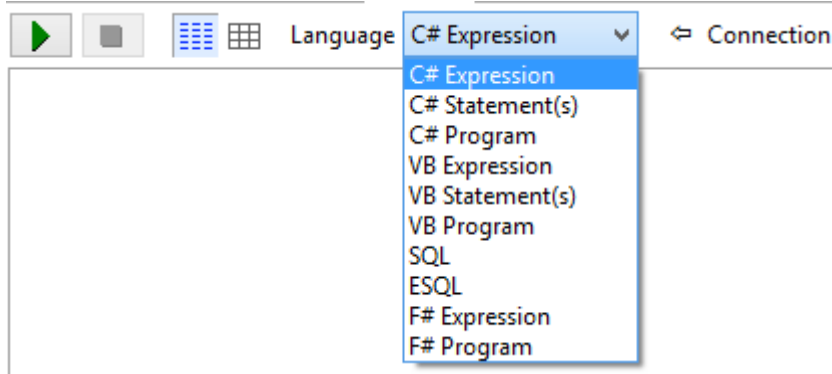 Language C# Expression Connection
C# Expression
C# Statement(s)
C# Program
VB Expression
VB Statement(s)
VB Program
SQL
ESQL
F# Expression
F# Program